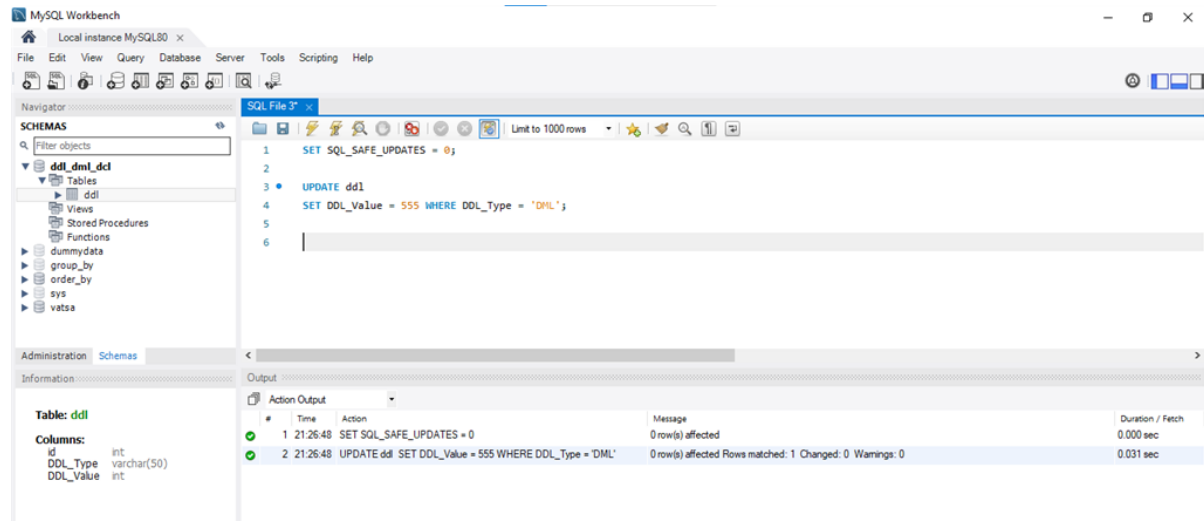 MySQL Workbench
Local instance MySQL80 ×
File Edit View Query Database Server Tools Scripting Help
Navigator
SCHEMAS
Filter objects
ddl_dml_dcl
Tables
ddl
Views
Stored Procedures
Functions
dummydata
group_by
order_by
sys
vatsa
Administration Schemas
Information
Table: ddl
Columns:
id int
DDL_Type varchar(50)
DDL_Value int
SQL File 3* ×
Limit to 1000 rows
1 SET SQL_SAFE_UPDATES = 0;
2
3 UPDATE ddl
4 SET DDL_Value = 555 WHERE DDL_Type = 'DML';
5
6
Output
Action Output
# Time Action Message Duration / Fetch
1 21:26:48 SET SQL_SAFE_UPDATES = 0 0 row(s) affected 0.000 sec
2 21:26:48 UPDATE ddl SET DDL_Value = 555 WHERE DDL_Type = 'DML' 0 row(s) affected Rows matched: 1 Changed: 0 Warnings: 0 0.031 sec